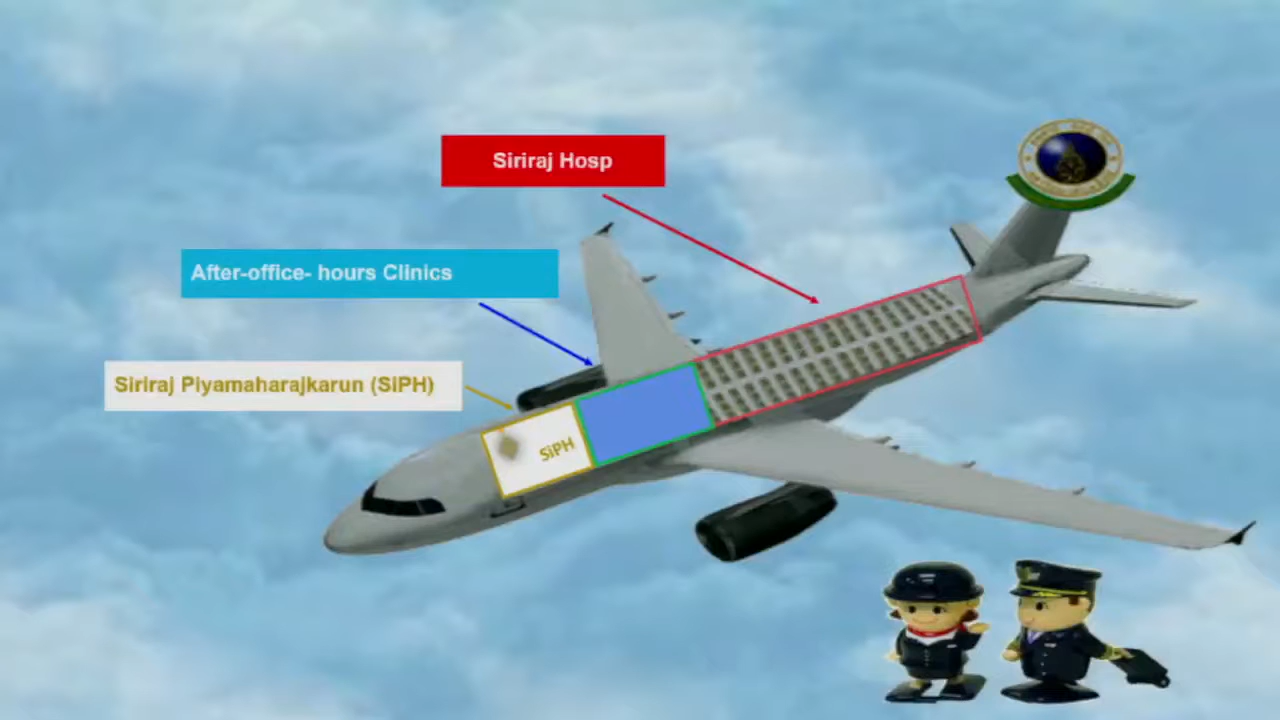 Siriraj Hosp
After-office- hours Clinics
Siriraj Piyamaharajkarun (SiPH)
SiPH